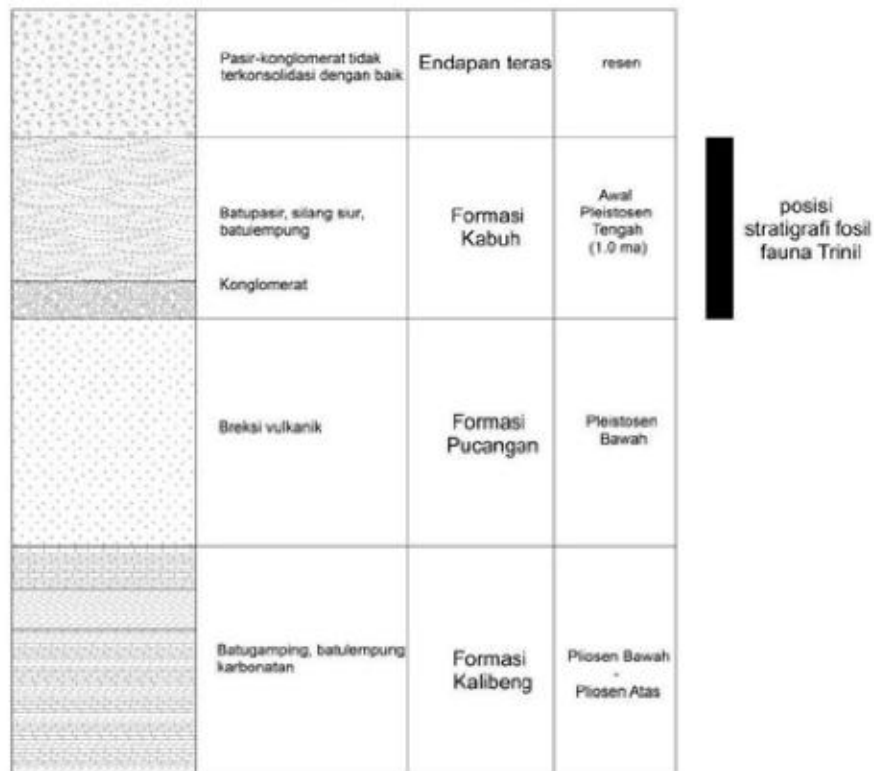 Pasir-konglomerat tidak
terkonsolidasi dengan baik
Endapan teras
resen
Batupasir, silang siur,
batulempung
Konglomerat
Formasi
Kabuh
Awal
Pleistosen
Tengah
(1.0 ma)
posisi
stratigrafi fosil
fauna Trinil
Breksi vulkanik
Formasi
Pucangan
Pleistosen
Bawah
Batugamping, batulempung
karbonatan
Formasi
Kalibeng
Pliosen Bawah
-
Pliosen Atas